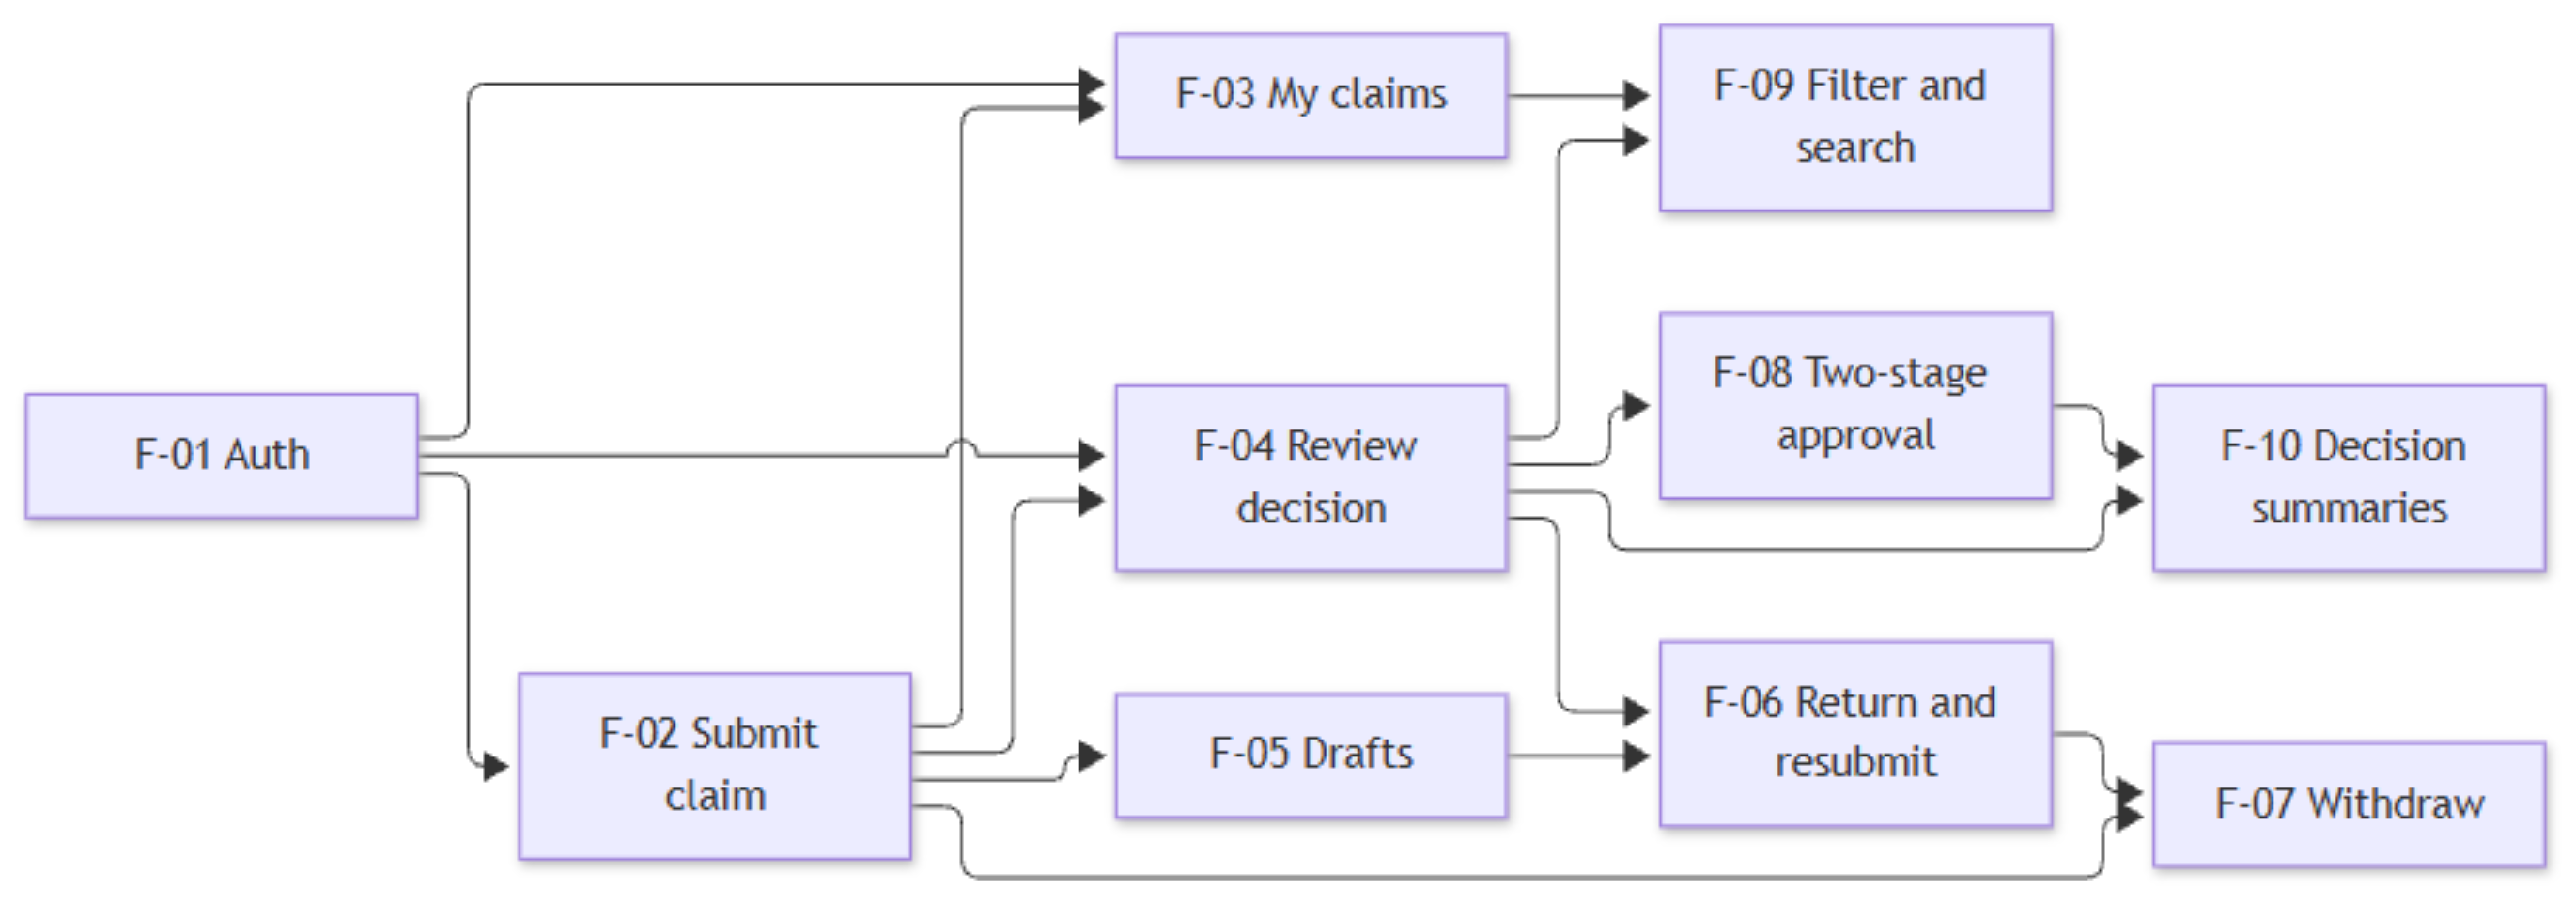 F-03 My claims
F-09 Filter and
search
F-01 Auth
F-04 Review
decision
F-08 Two-stage
approval
F-10 Decision
summaries
F-02 Submit
claim
F-05 Drafts
F-06 Return and
resubmit
F-07 Withdraw